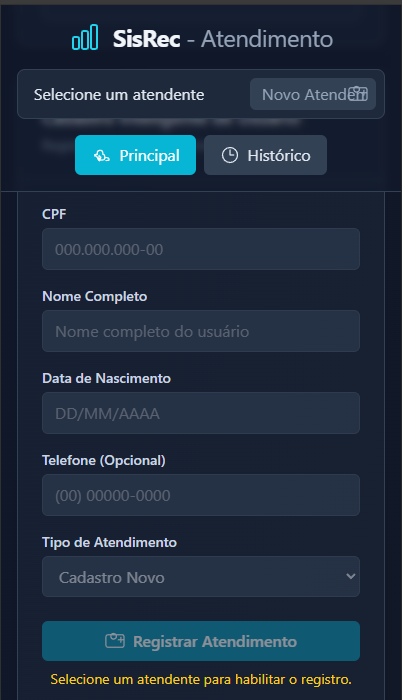 SisRec - Atendimento
Selecione um atendente
Novo Atenden
Principal
Histórico
CPF
000.000.000-00
Nome Completo
Nome completo do usuário
Data de Nascimento
DD/MM/AAAA
Telefone (Opcional)
(00) 00000-0000
Tipo de Atendimento
Cadastro Novo
Registrar Atendimento
Selecione um atendente para habilitar o registro.